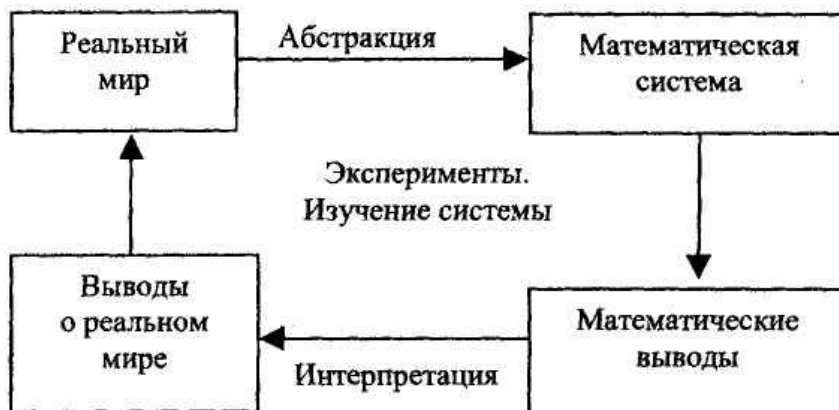 Реальный
мир
Абстракция
Математическая
система
Эксперименты.
Изучение системы
Выводы
о реальном
мире
Интерпретация
Математические
выводы